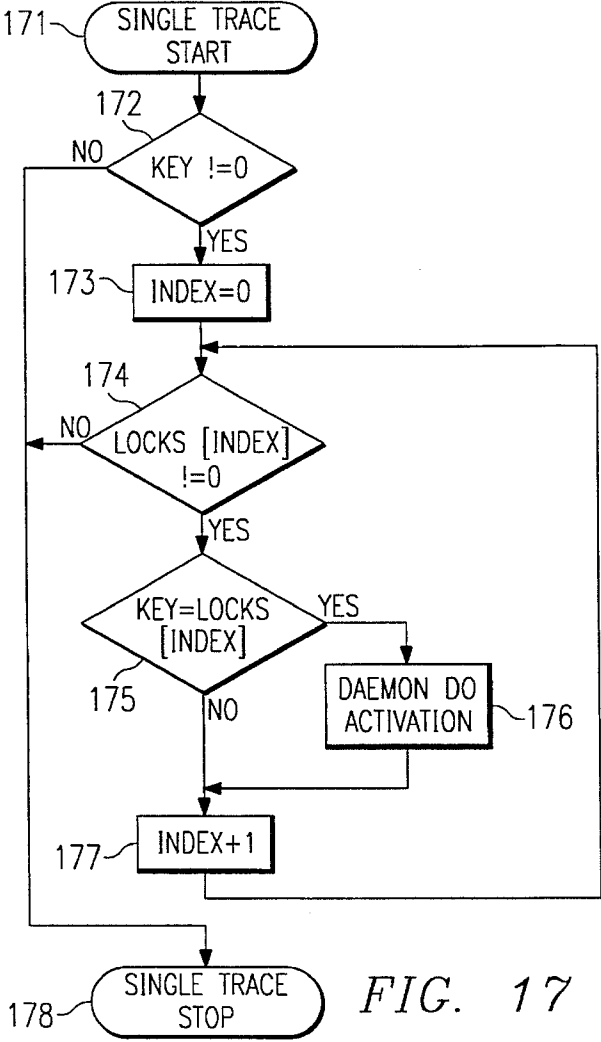 171
SINGLE TRACE
START
172
NO
KEY !=0
YES
173
INDEX=0
174
NO
LOCKS [INDEX]
!=0
YES
KEY=LOCKS
[INDEX]
YES
175
NO
DAEMON DO
ACTIVATION
176
177
INDEX+1
178
SINGLE TRACE
STOP
FIG. 17